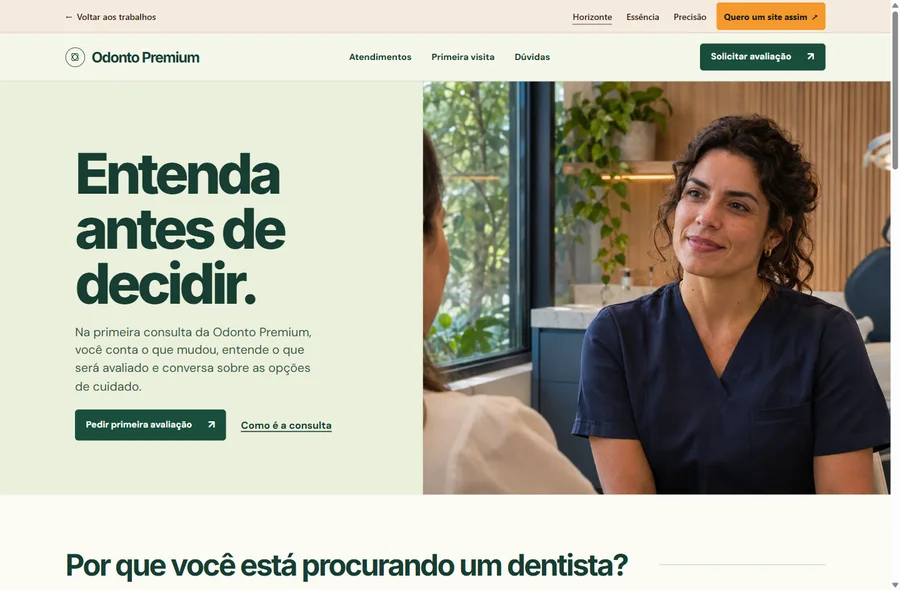 ← Voltar aos trabalhos
Horizonte Essência Precisão Quero um site assim ↗
Odonto Premium
Atendimentos Primeira visita Dúvidas
Solicitar avaliação ↗
Entenda
antes de
decidir.
Na primeira consulta da Odonto Premium,
você conta o que mudou, entende o que
será avaliado e conversa sobre as opções
de cuidado.
Pedir primeira avaliação ↗ Como é a consulta
Por que você está procurando um dentista?